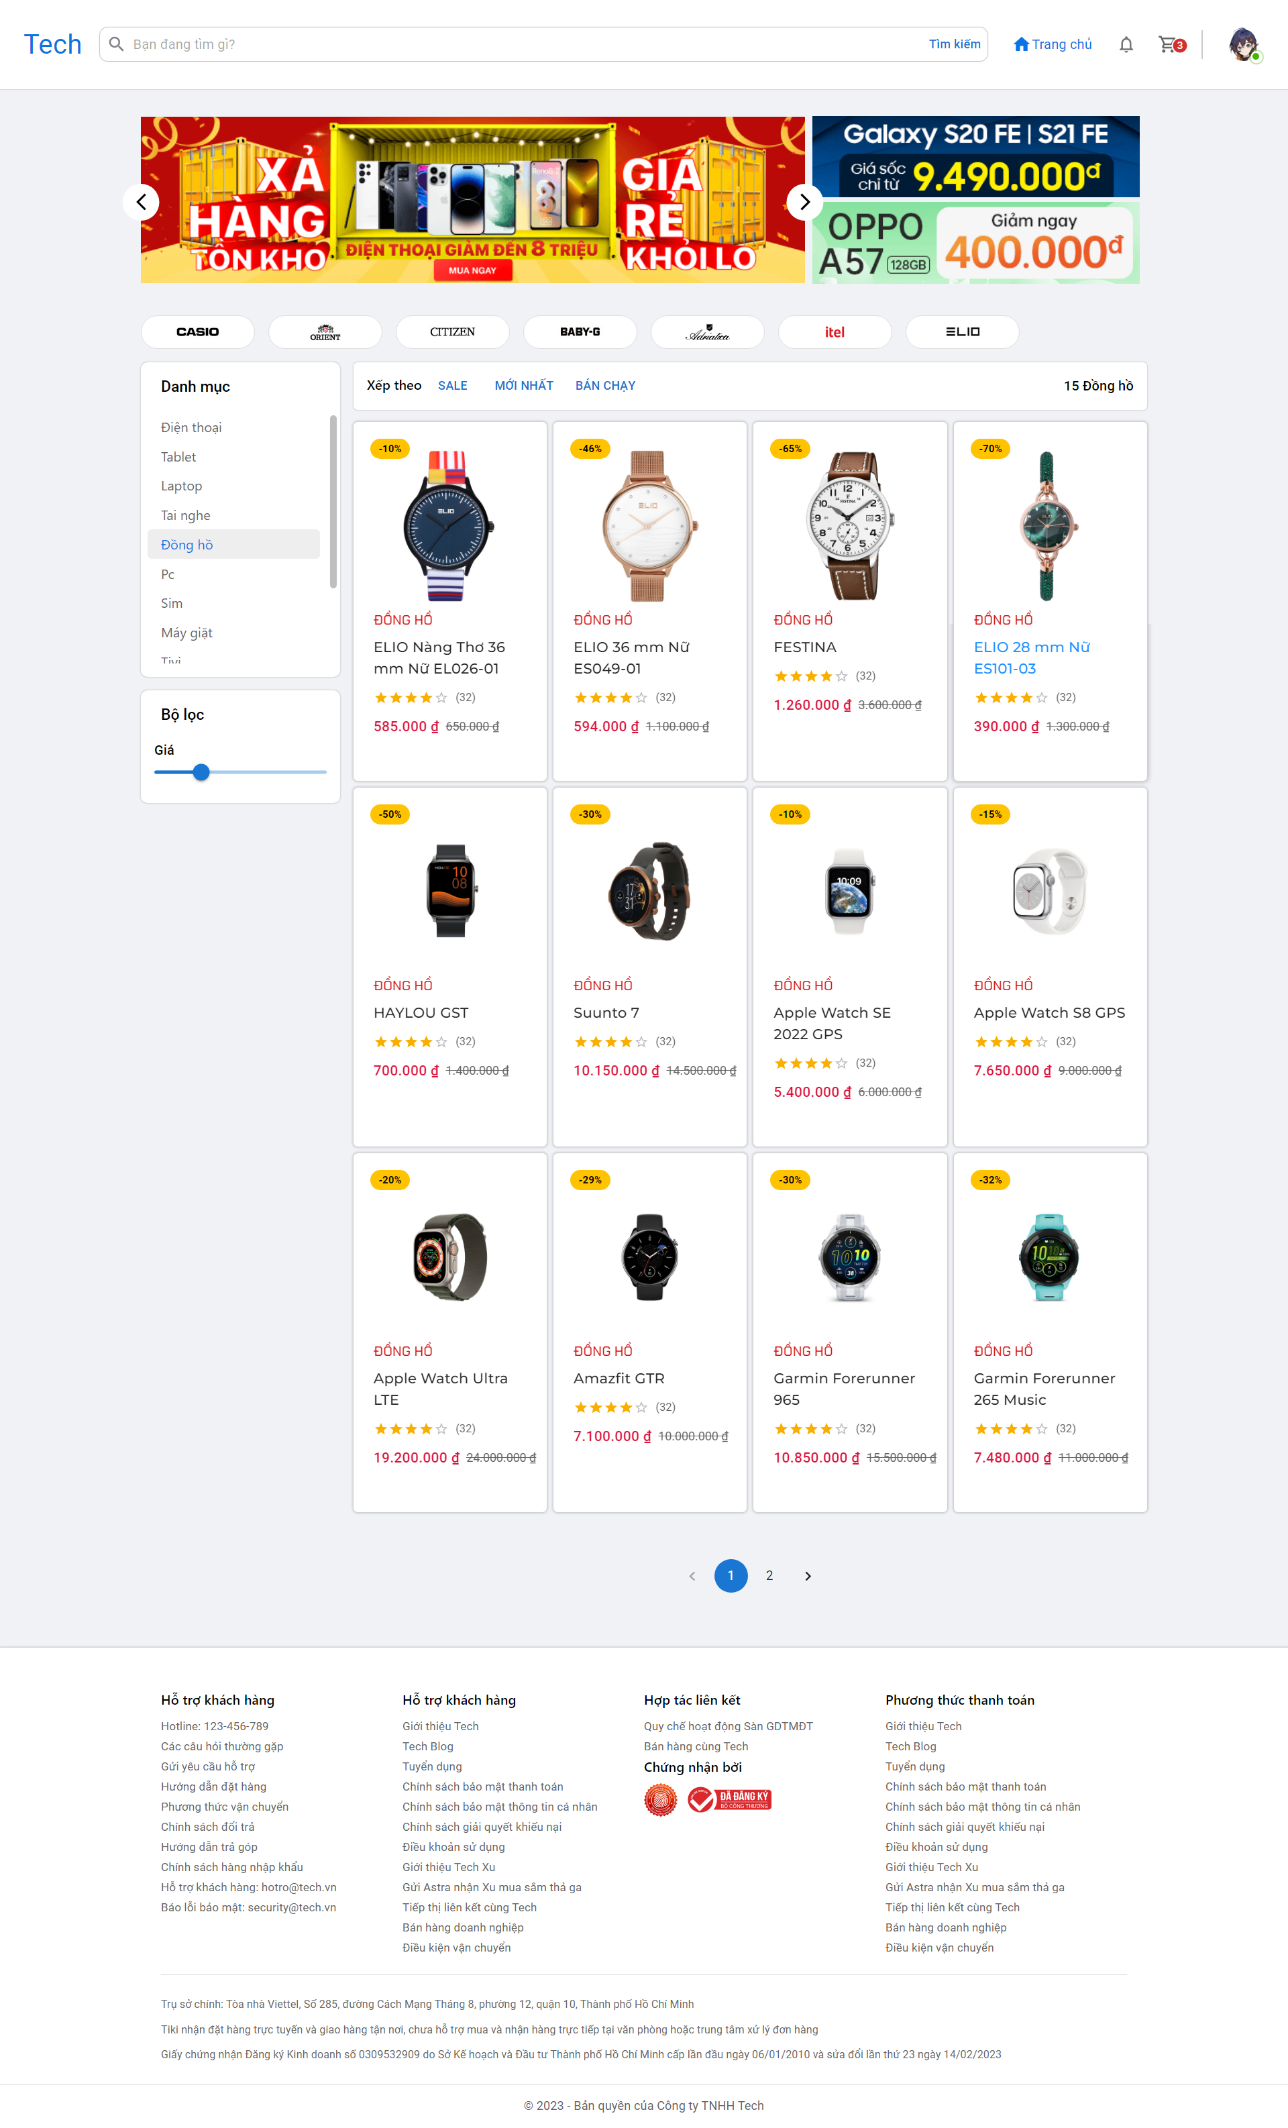 Tech
Bạn đang tìm gì?
Tìm kiếm
Trang chủ
3
XẢ
HÀNG
TỒN KHO
GIÁ
RẺ
KHỎI LO
ĐIỆN THOẠI GIẢM ĐẾN 8 TRIỆU
MUA NGAY
Galaxy S20 FE | S21 FE
Giá sốc
chỉ từ 9.490.000đ
OPPO
A57 128GB
Giảm ngay
400.000đ
CASIO
ORIENT
CITIZEN
BABY-G
Adriatica
itel
ELIO
Danh mục
Điện thoại
Tablet
Laptop
Tai nghe
Đồng hồ
Pc
Sim
Máy giặt
Tivi
Bộ lọc
Giá
Xếp theo
SALE
MỚI NHẤT
BÁN CHẠY
15 Đồng hồ
-10%
ĐỒNG HỒ
ELIO Nàng Thơ 36
mm Nữ EL026-01
(32)
585.000 ₫ 650.000 ₫
-46%
ĐỒNG HỒ
ELIO 36 mm Nữ
ES049-01
(32)
594.000 ₫ 1.100.000 ₫
-65%
ĐỒNG HỒ
FESTINA
(32)
1.260.000 ₫ 3.600.000 ₫
-70%
ĐỒNG HỒ
ELIO 28 mm Nữ
ES101-03
(32)
390.000 ₫ 1.300.000 ₫
-50%
ĐỒNG HỒ
HAYLOU GST
(32)
700.000 ₫ 1.400.000 ₫
-30%
ĐỒNG HỒ
Suunto 7
(32)
10.150.000 ₫ 14.500.000 ₫
-10%
10:09
ĐỒNG HỒ
Apple Watch SE
2022 GPS
(32)
5.400.000 ₫ 6.000.000 ₫
-15%
ĐỒNG HỒ
Apple Watch S8 GPS
(32)
7.650.000 ₫ 9.000.000 ₫
-20%
ĐỒNG HỒ
Apple Watch Ultra
LTE
(32)
19.200.000 ₫ 24.000.000 ₫
-29%
ĐỒNG HỒ
Amazfit GTR
(32)
7.100.000 ₫ 10.000.000 ₫
-30%
10 10
ĐỒNG HỒ
Garmin Forerunner
965
(32)
10.850.000 ₫ 15.500.000 ₫
-32%
ĐỒNG HỒ
Garmin Forerunner
265 Music
(32)
7.480.000 ₫ 11.000.000 ₫
1
2
Hỗ trợ khách hàng
Hotline: 123-456-789
Các câu hỏi thường gặp
Gửi yêu cầu hỗ trợ
Hướng dẫn đặt hàng
Phương thức vận chuyển
Chính sách đổi trả
Hướng dẫn trả góp
Chính sách hàng nhập khẩu
Hỗ trợ khách hàng: hotro@tech.vn
Báo lỗi bảo mật: security@tech.vn
Hỗ trợ khách hàng
Giới thiệu Tech
Tech Blog
Tuyển dụng
Chính sách bảo mật thanh toán
Chính sách bảo mật thông tin cá nhân
Chính sách giải quyết khiếu nại
Điều khoản sử dụng
Giới thiệu Tech Xu
Gửi Astra nhận Xu mua sắm thả ga
Tiếp thị liên kết cùng Tech
Bán hàng doanh nghiệp
Điều kiện vận chuyển
Hợp tác liên kết
Quy chế hoạt động Sàn GDTMĐT
Bán hàng cùng Tech
Chứng nhận bởi
ĐÃ ĐĂNG KÝ
BỘ CÔNG THƯƠNG
Phương thức thanh toán
Giới thiệu Tech
Tech Blog
Tuyển dụng
Chính sách bảo mật thanh toán
Chính sách bảo mật thông tin cá nhân
Chính sách giải quyết khiếu nại
Điều khoản sử dụng
Giới thiệu Tech Xu
Gửi Astra nhận Xu mua sắm thả ga
Tiếp thị liên kết cùng Tech
Bán hàng doanh nghiệp
Điều kiện vận chuyển
Trụ sở chính: Tòa nhà Viettel, Số 285, đường Cách Mạng Tháng 8, phường 12, quận 10, Thành phố Hồ Chí Minh
Tiki nhận đặt hàng trực tuyến và giao hàng tận nơi, chưa hỗ trợ mua và nhận hàng trực tiếp tại văn phòng hoặc trung tâm xử lý đơn hàng
Giấy chứng nhận Đăng ký Kinh doanh số 0309532909 do Sở Kế hoạch và Đầu tư Thành phố Hồ Chí Minh cấp lần đầu ngày 06/01/2010 và sửa đổi lần thứ 23 ngày 14/02/2023
© 2023 - Bản quyền của Công ty TNHH Tech